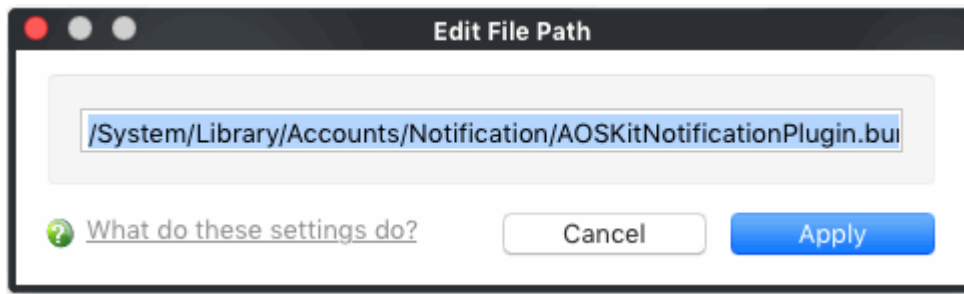 Edit File Path
/System/Library/Accounts/Notification/AOSKitNotificationPlugin.bu
What do these settings do?
Cancel
Apply